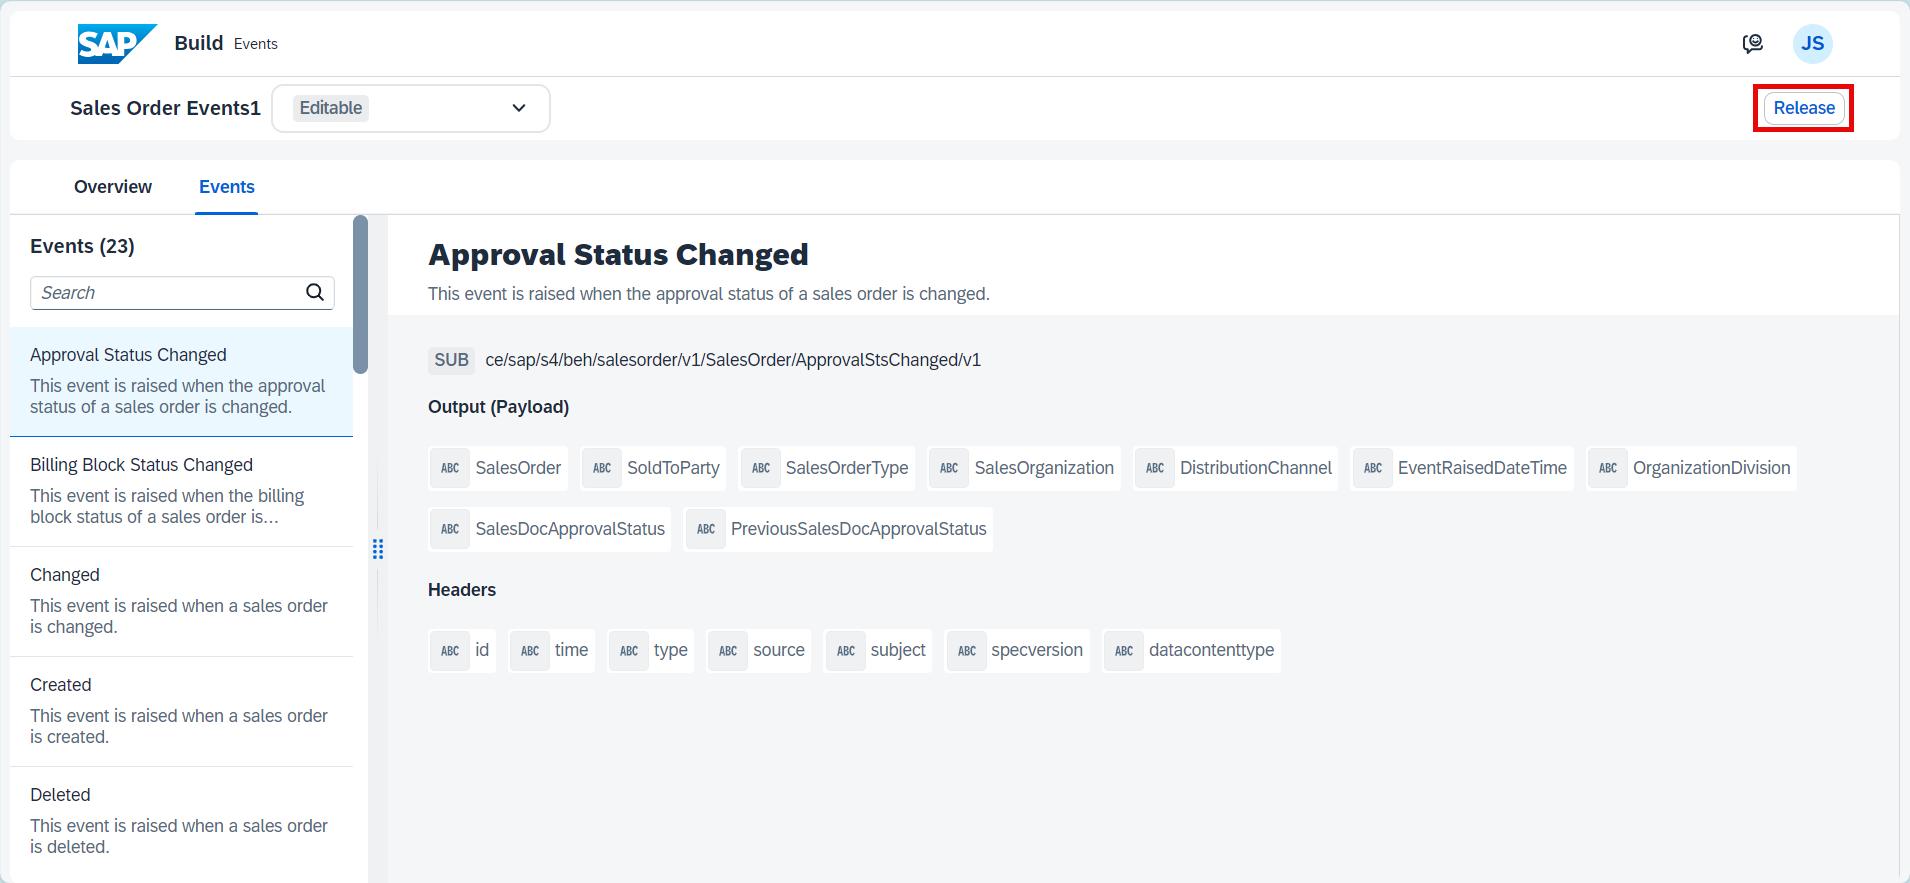 SAP Build Events
JS
Sales Order Events1 Editable
Release
Overview Events
Events (23)
Search
Approval Status Changed
This event is raised when the approval
status of a sales order is changed.
Billing Block Status Changed
This event is raised when the billing
block status of a sales order is...
Changed
This event is raised when a sales order
is changed.
Created
This event is raised when a sales order
is created.
Deleted
This event is raised when a sales order
is deleted.
Approval Status Changed
This event is raised when the approval status of a sales order is changed.
SUB ce/sap/s4/beh/salesorder/v1/SalesOrder/ApprovalStsChanged/v1
Output (Payload)
ABC SalesOrder ABC SoldToParty ABC SalesOrderType ABC SalesOrganization ABC DistributionChannel ABC EventRaisedDateTime ABC OrganizationDivision
ABC SalesDocApprovalStatus ABC PreviousSalesDocApprovalStatus
Headers
ABC id ABC time ABC type ABC source ABC subject ABC specversion ABC datacontenttype